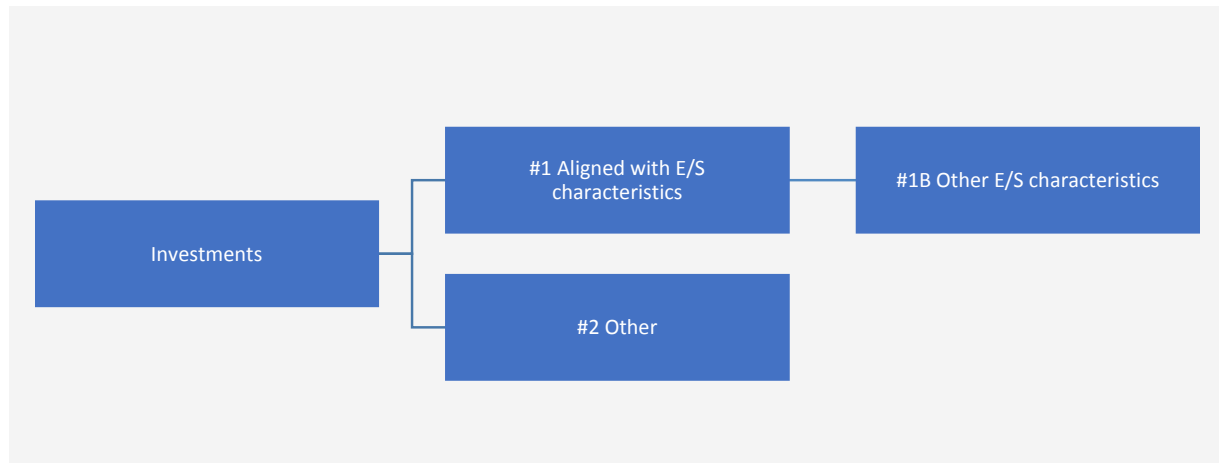 #1 Aligned with E/S
characteristics
#1B Other E/S characteristics
Investments
#2 Other